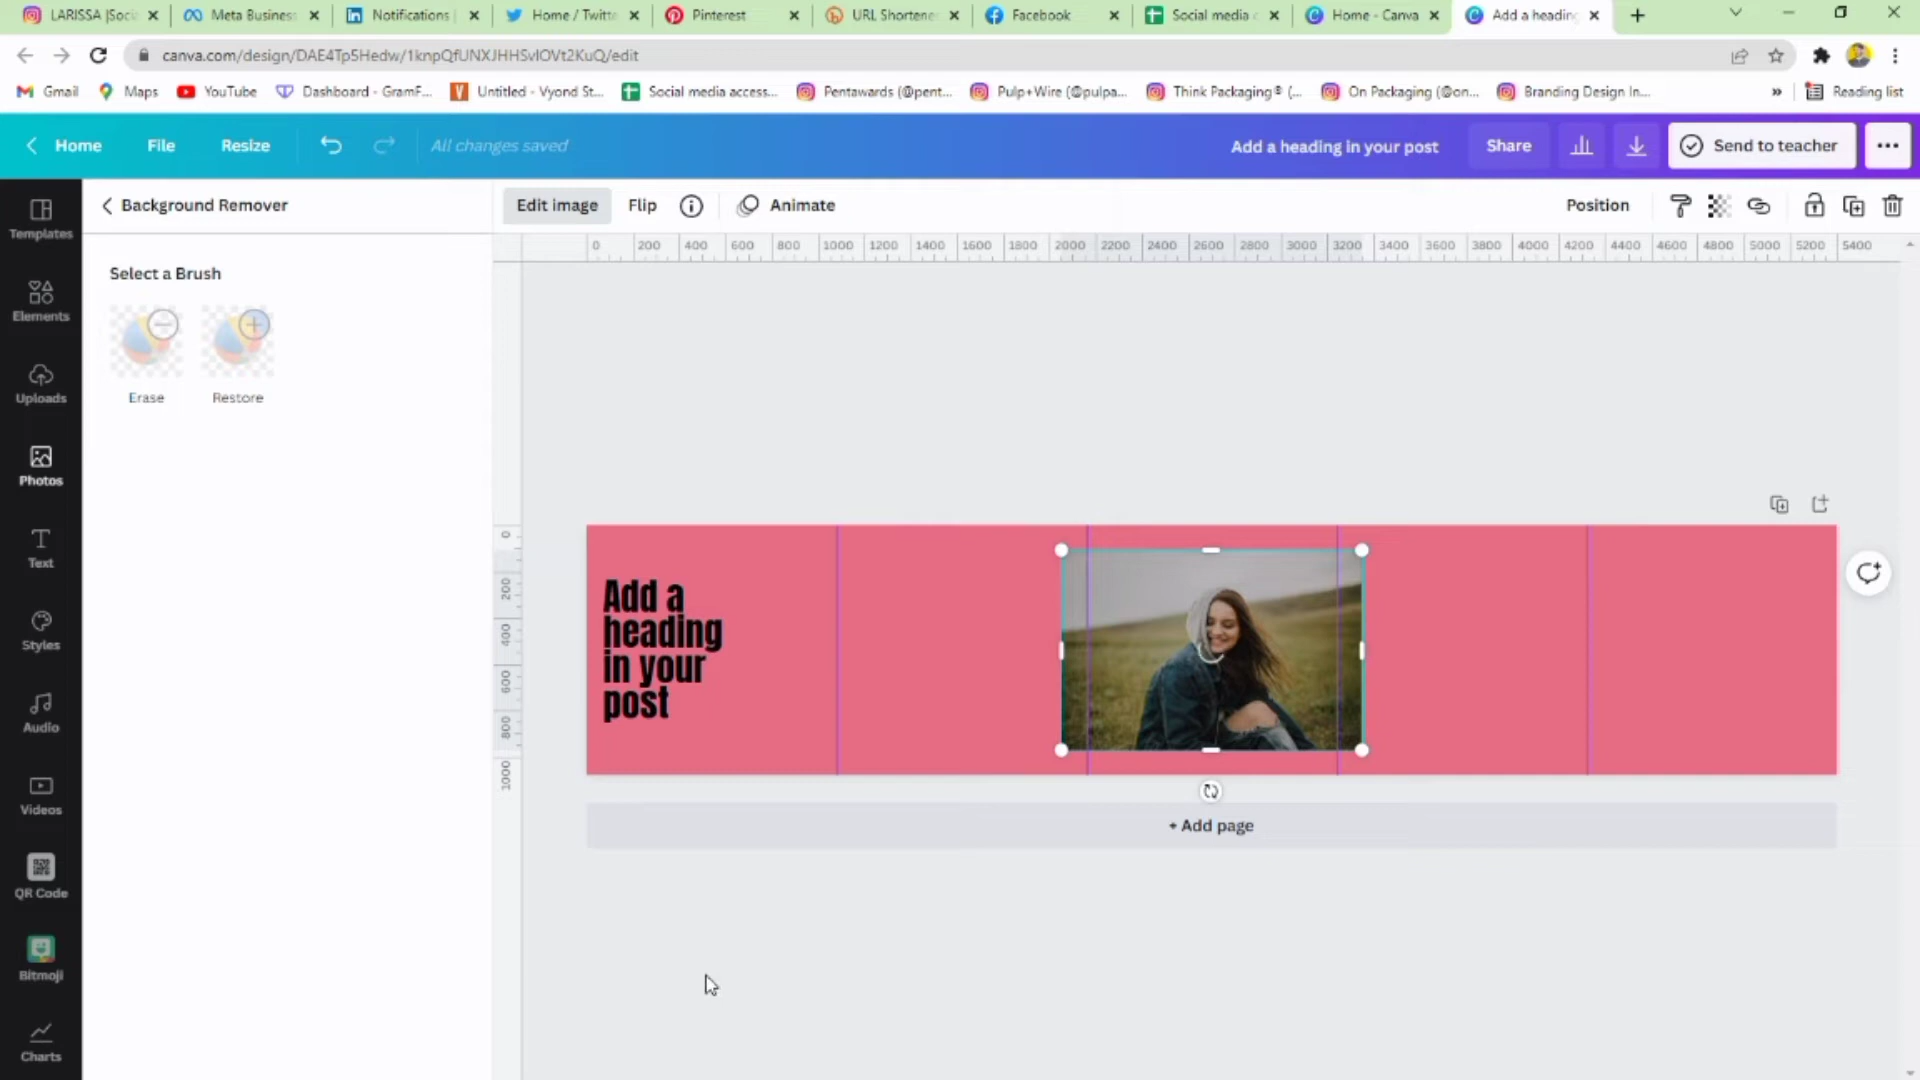 LARISSA |Soci
Meta Business
Notifications
Home / Twitte
Pinterest
URL Shortene
Facebook
Social media c
Home - Canva
Add a heading
canva.com/design/DAE4Tp5Hedw/1knpQfUNXJHHSvIOVt2KuQ/edit
Gmail
Maps
YouTube
Dashboard - GramF...
Untitled - Vyond St...
Social media access...
Pentawards (@pent...
Pulp+Wire (@pulpa...
Think Packaging® (...
On Packaging (@on...
Branding Design In...
»
Reading list
Home
File
Resize
All changes saved
Add a heading in your post
Share
Send to teacher
Templates
Elements
Uploads
Photos
Text
Styles
Audio
Videos
QR Code
Bitmoji
Charts
Background Remover
Select a Brush
Erase
Restore
Edit image
Flip
Animate
Position
0 200 400 600 800 1000 1200 1400 1600 1800 2000 2200 2400 2600 2800 3000 3200 3400 3600 3800 4000 4200 4400 4600 4800 5000 5200 5400
0
200
400
600
800
1000
Add a
heading
in your
post
+ Add page